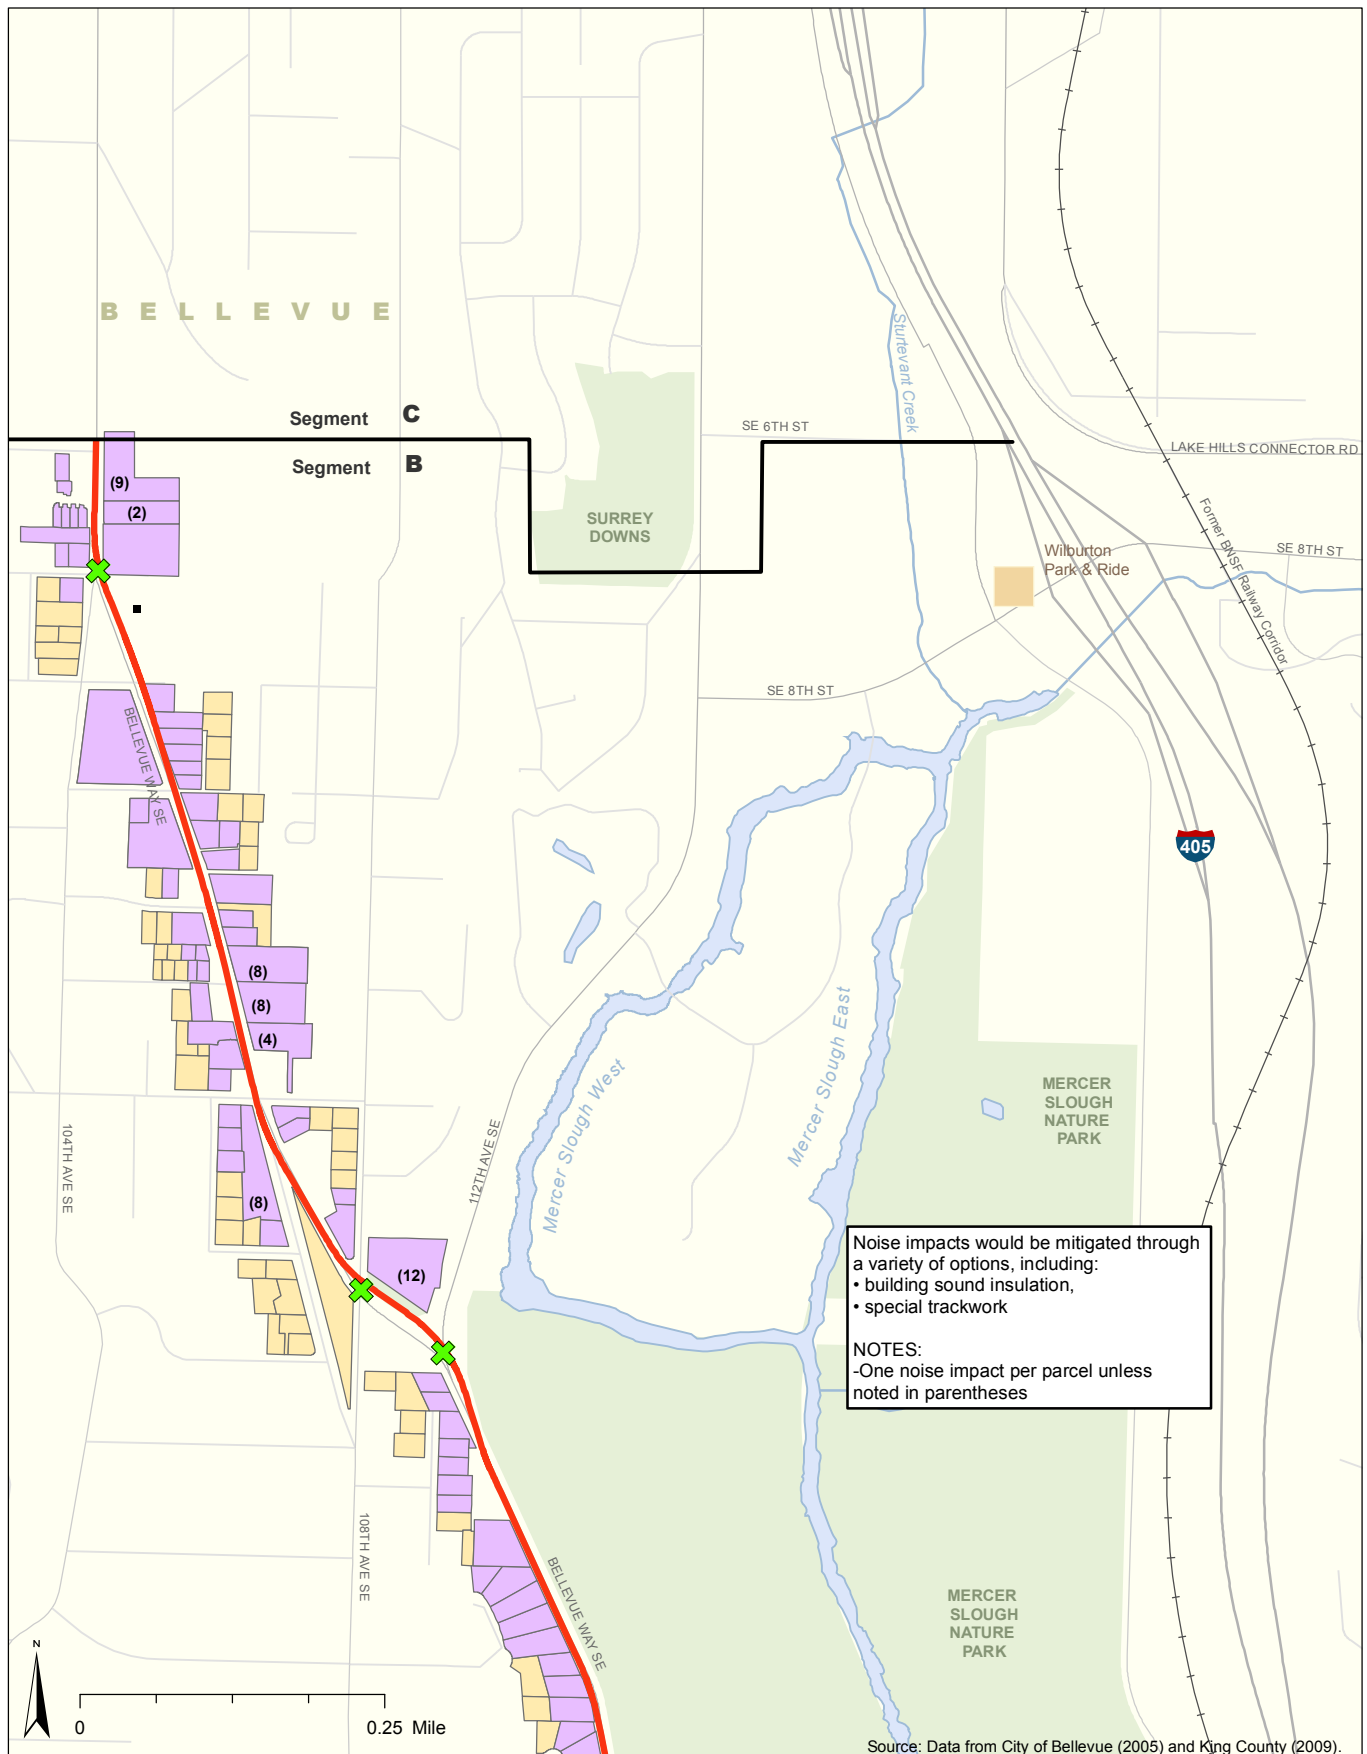 BELLEVUE
Segment C
Segment B
SE 6TH ST
LAKE HILLS CONNECTOR RD
Sturtevant Creek
(9)
(2)
SURREY
DOWNS
Former BNSF Railway Corridor
SE 8TH ST
Wilburton
Park & Ride
SE 8TH ST
BELLEVUE WAY SE
405
(8)
(8)
(4)
Mercer Slough West
Mercer Slough East
MERCER
SLOUGH
NATURE
PARK
104TH AVE SE
112TH AVE SE
(8)
(12)
Noise impacts would be mitigated through
a variety of options, including:
• building sound insulation,
• special trackwork
NOTES:
-One noise impact per parcel unless
noted in parentheses
108TH AVE SE
BELLEVUE WAY SE
MERCER
SLOUGH
NATURE
PARK
N
0 0.25 Mile
Source: Data from City of Bellevue (2005) and King County (2009).